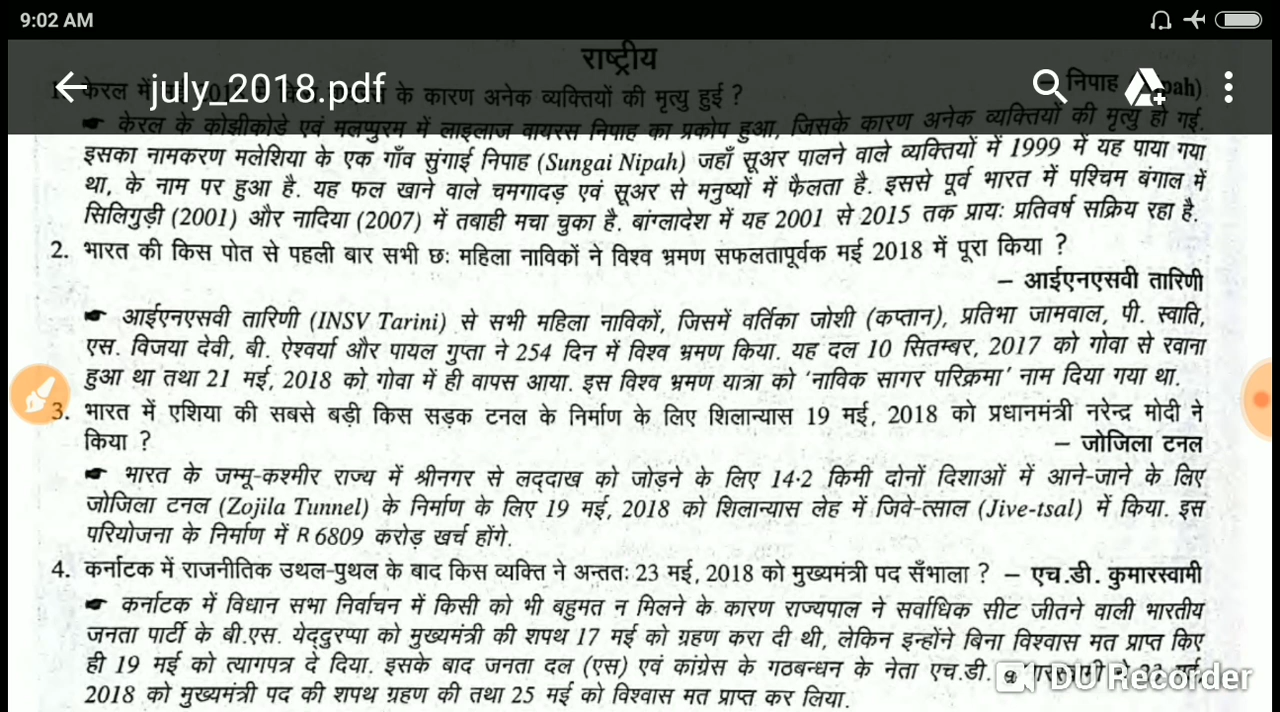 9:02 AM
राष्ट्रीय
july_2018.pdf
1. केरल में के कारण अनेक व्यक्तियों की मृत्यु हुई ? – निपाह pah)
☛ केरल के कोझीकोडे एवं मलप्पुरम में लाइलाज वायरस निपाह का प्रकोप हुआ, जिसके कारण अनेक व्यक्तियों की मृत्यु हो गई.
इसका नामकरण मलेशिया के एक गाँव सुंगाई निपाह (Sungai Nipah) जहाँ सूअर पालने वाले व्यक्तियों में 1999 में यह पाया गया
था, के नाम पर हुआ है. यह फल खाने वाले चमगादड़ एवं सूअर से मनुष्यों में फैलता है. इससे पूर्व भारत में पश्चिम बंगाल में
सिलिगुड़ी (2001) और नादिया (2007) में तबाही मचा चुका है. बांग्लादेश में यह 2001 से 2015 तक प्रायः प्रतिवर्ष सक्रिय रहा है.
2. भारत की किस पोत से पहली बार सभी छः महिला नाविकों ने विश्व भ्रमण सफलतापूर्वक मई 2018 में पूरा किया ?
– आईएनएसवी तारिणी
☛ आईएनएसवी तारिणी (INSV Tarini) से सभी महिला नाविकों, जिसमें वर्तिका जोशी (कप्तान), प्रतिभा जामवाल, पी. स्वाति,
एस. विजया देवी, बी. ऐश्वर्या और पायल गुप्ता ने 254 दिन में विश्व भ्रमण किया. यह दल 10 सितम्बर, 2017 को गोवा से रवाना
हुआ था तथा 21 मई, 2018 को गोवा में ही वापस आया. इस विश्व भ्रमण यात्रा को ‘नाविक सागर परिक्रमा’ नाम दिया गया था.
3. भारत में एशिया की सबसे बड़ी किस सड़क टनल के निर्माण के लिए शिलान्यास 19 मई, 2018 को प्रधानमंत्री नरेन्द्र मोदी ने
किया ? – जोजिला टनल
☛ भारत के जम्मू-कश्मीर राज्य में श्रीनगर से लद्दाख को जोड़ने के लिए 14·2 किमी दोनों दिशाओं में आने-जाने के लिए
जोजिला टनल (Zojila Tunnel) के निर्माण के लिए 19 मई, 2018 को शिलान्यास लेह में जिवे-त्साल (Jive-tsal) में किया. इस
परियोजना के निर्माण में R 6809 करोड़ खर्च होंगे.
4. कर्नाटक में राजनीतिक उथल-पुथल के बाद किस व्यक्ति ने अन्ततः 23 मई, 2018 को मुख्यमंत्री पद सँभाला ? – एच.डी. कुमारस्वामी
☛ कर्नाटक में विधान सभा निर्वाचन में किसी को भी बहुमत न मिलने के कारण राज्यपाल ने सर्वाधिक सीट जीतने वाली भारतीय
जनता पार्टी के बी.एस. येद्दुरप्पा को मुख्यमंत्री की शपथ 17 मई को ग्रहण करा दी थी, लेकिन इन्होंने बिना विश्वास मत प्राप्त किए
ही 19 मई को त्यागपत्र दे दिया. इसके बाद जनता दल (एस) एवं कांग्रेस के गठबन्धन के नेता एच.डी.
DU Recorder
2018 को मुख्यमंत्री पद की शपथ ग्रहण की तथा 25 मई को विश्वास मत प्राप्त कर लिया.